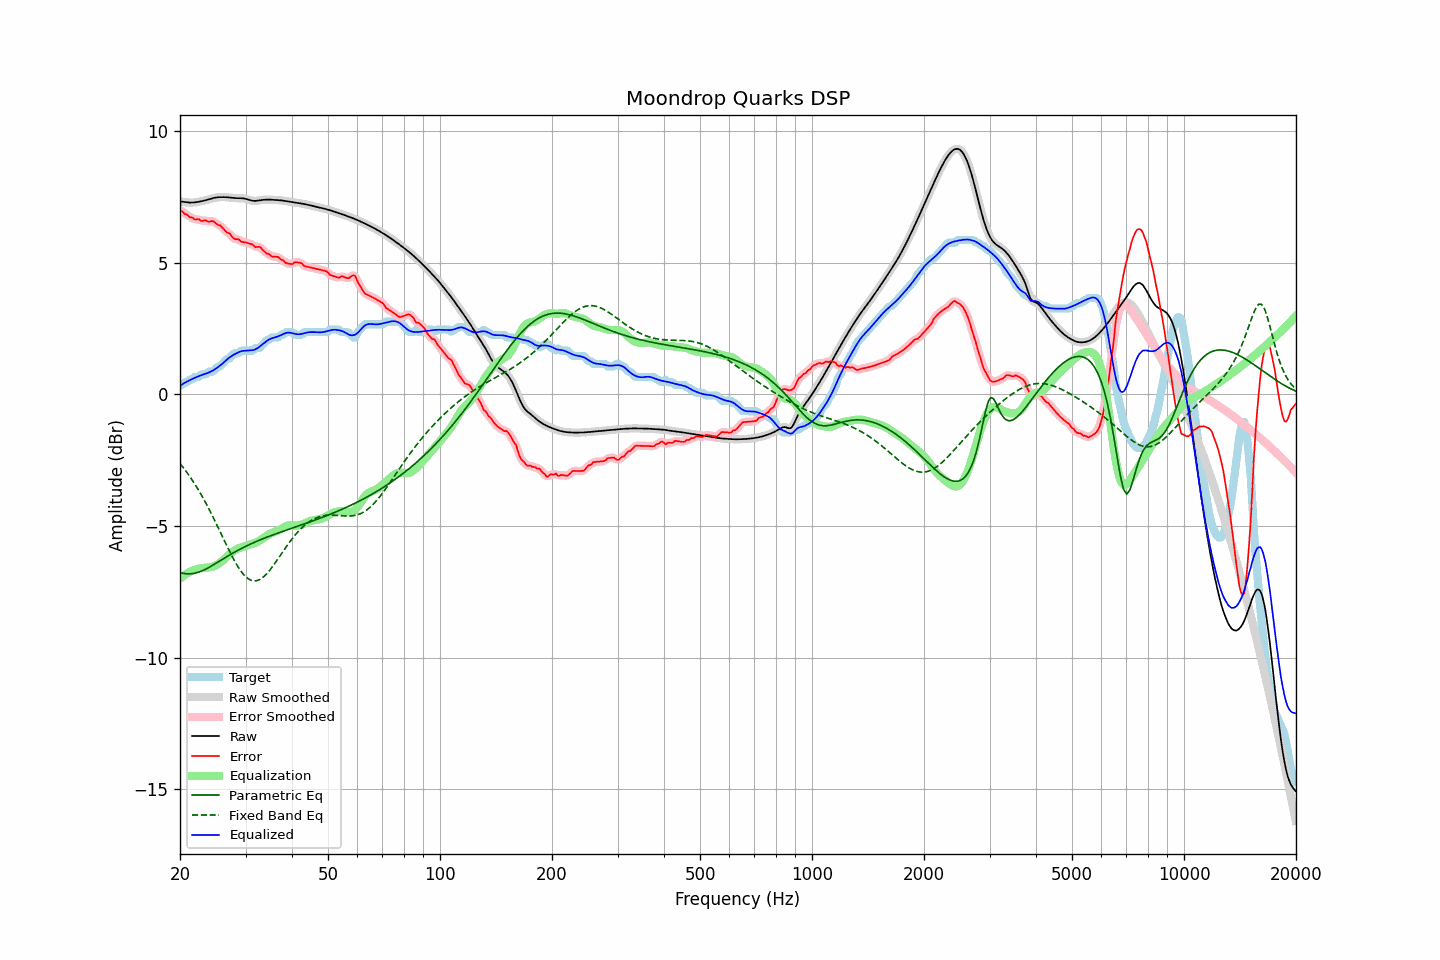 Moondrop Quarks DSP
10
5
0
−5
−10
−15
Amplitude (dBr)
Target
Raw Smoothed
Error Smoothed
Raw
Error
Equalization
Parametric Eq
Fixed Band Eq
Equalized
20 50 100 200 500 1000 2000 5000 10000 20000
Frequency (Hz)